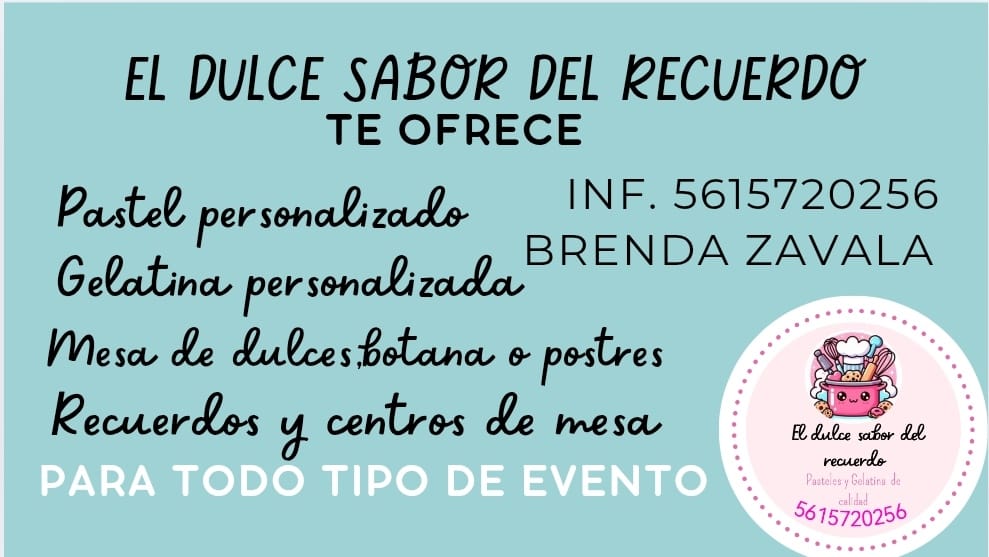 EL DULCE SABOR DEL RECUERDO
TE OFRECE
INF. 5615720256
BRENDA ZAVALA
Pastel personalizado
Gelatina personalizada
Mesa de dulces,botana o postres
Recuerdos y centros de mesa
PARA TODO TIPO DE EVENTO
El dulce sabor del
recuerdo
Pasteles y Gelatina de
calidad
5615720256